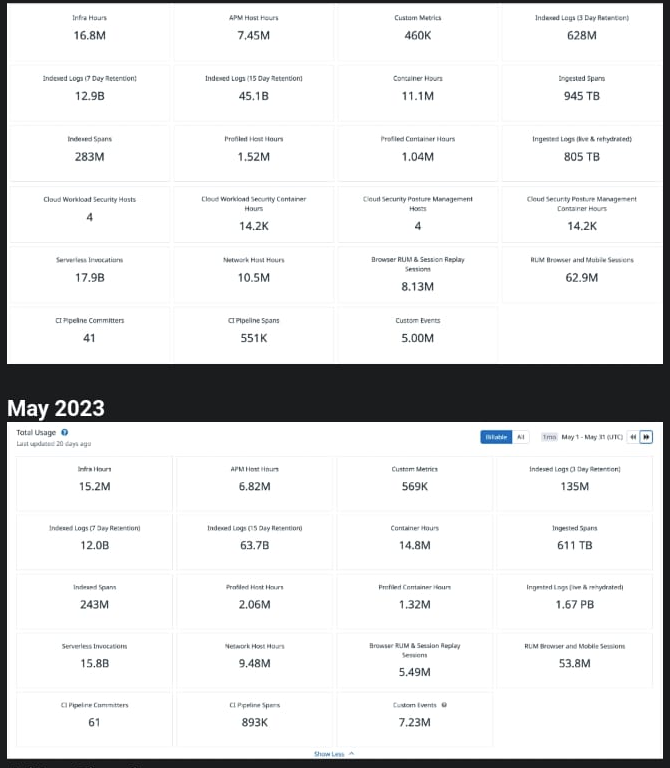 Infra Hours
16.8M
APM Host Hours
7.45M
Custom Metrics
460K
Indexed Logs (3 Day Retention)
628M
Indexed Logs (7 Day Retention)
12.9B
Indexed Logs (15 Day Retention)
45.1B
Container Hours
11.1M
Ingested Spans
945 TB
Indexed Spans
283M
Profiled Host Hours
1.52M
Profiled Container Hours
1.04M
Ingested Logs (live & rehydrated)
805 TB
Cloud Workload Security Hosts
4
Cloud Workload Security Container
Hours
14.2K
Cloud Security Posture Management
Hosts
4
Cloud Security Posture Management
Container Hours
14.2K
Serverless Invocations
17.9B
Network Host Hours
10.5M
Browser RUM & Session Replay
Sessions
8.13M
RUM Browser and Mobile Sessions
62.9M
CI Pipeline Committers
41
CI Pipeline Spans
551K
Custom Events
5.00M
May 2023
Total Usage
Last updated 20 days ago
Billable All 1mo May 1 - May 31 (UTC)
Infra Hours
15.2M
APM Host Hours
6.82M
Custom Metrics
569K
Indexed Logs (3 Day Retention)
135M
Indexed Logs (7 Day Retention)
12.0B
Indexed Logs (15 Day Retention)
63.7B
Container Hours
14.8M
Ingested Spans
611 TB
Indexed Spans
243M
Profiled Host Hours
2.06M
Profiled Container Hours
1.32M
Ingested Logs (live & rehydrated)
1.67 PB
Serverless Invocations
15.8B
Network Host Hours
9.48M
Browser RUM & Session Replay
Sessions
5.49M
RUM Browser and Mobile Sessions
53.8M
CI Pipeline Committers
61
CI Pipeline Spans
893K
Custom Events
7.23M
Show Less